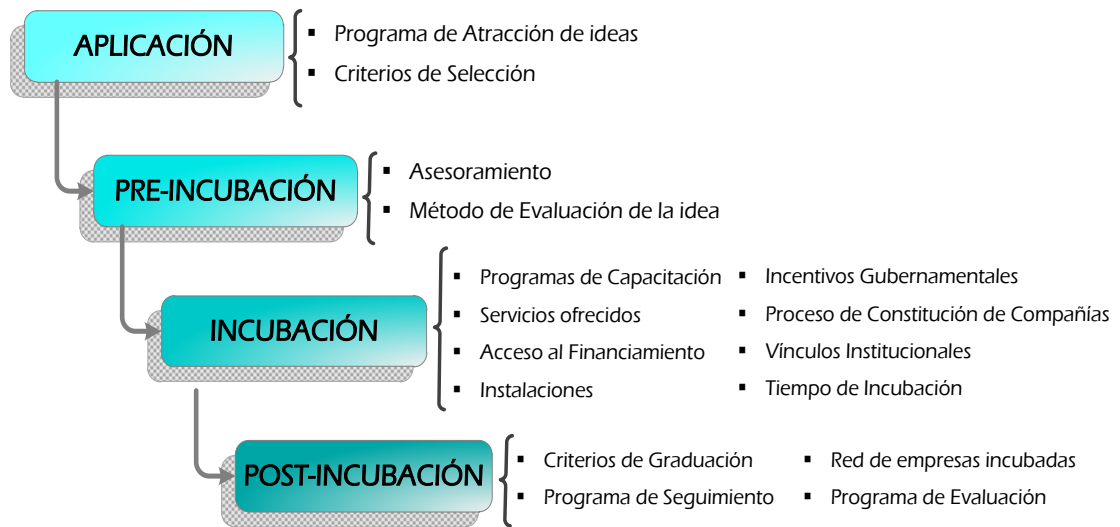 APLICACIÓN
▪ Programa de Atracción de ideas
▪ Criterios de Selección
PRE-INCUBACIÓN
▪ Asesoramiento
▪ Método de Evaluación de la idea
INCUBACIÓN
▪ Programas de Capacitación
▪ Servicios ofrecidos
▪ Acceso al Financiamiento
▪ Instalaciones
▪ Incentivos Gubernamentales
▪ Proceso de Constitución de Compañías
▪ Vínculos Institucionales
▪ Tiempo de Incubación
POST-INCUBACIÓN
▪ Criterios de Graduación
▪ Programa de Seguimiento
▪ Red de empresas incubadas
▪ Programa de Evaluación